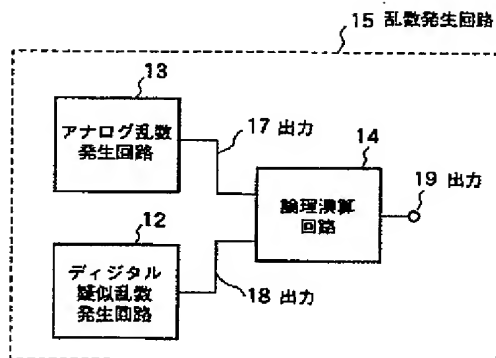 15 乱数発生回路
13
アナログ乱数
発生回路
17 出力
14
論理演算
回路
19 出力
12
ディジタル
疑似乱数
発生回路
18 出力